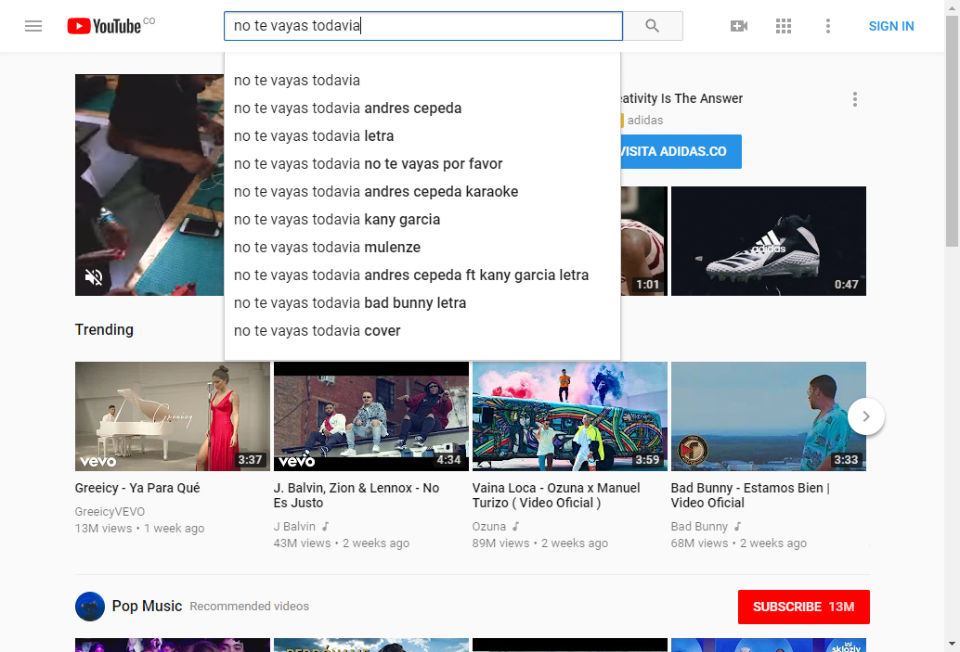 YouTube CO
no te vayas todavia
SIGN IN
no te vayas todavia
no te vayas todavia andres cepeda
no te vayas todavia letra
no te vayas todavia no te vayas por favor
no te vayas todavia andres cepeda karaoke
no te vayas todavia kany garcia
no te vayas todavia mulenze
no te vayas todavia andres cepeda ft kany garcia letra
no te vayas todavia bad bunny letra
no te vayas todavia cover
Is The Answer
adidas
VISITA ADIDAS.CO
adidas
1:01
0:47
Trending
Greeicy
vevo
3:37
vevo
4:34
3:59
3:33
Greeicy - Ya Para Qué
GreeicyVEVO
13M views • 1 week ago
J. Balvin, Zion & Lennox - No
Es Justo
J Balvin
43M views • 2 weeks ago
Vaina Loca - Ozuna x Manuel
Turizo ( Video Oficial )
Ozuna
89M views • 2 weeks ago
Bad Bunny - Estamos Bien |
Video Oficial
Bad Bunny
68M views • 2 weeks ago
Pop Music Recommended videos
SUBSCRIBE 13M